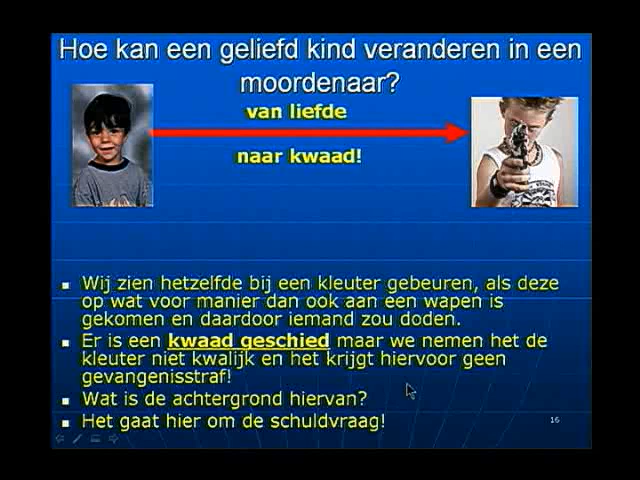 Hoe kan een geliefd kind veranderen in een
moordenaar?
van liefde
naar kwaad!
Wij zien hetzelfde bij een kleuter gebeuren, als deze
op wat voor manier dan ook aan een wapen is
gekomen en daardoor iemand zou doden.
Er is een kwaad geschied maar we nemen het de
kleuter niet kwalijk en het krijgt hiervoor geen
gevangenisstraf!
Wat is de achtergrond hiervan?
Het gaat hier om de schuldvraag!
16